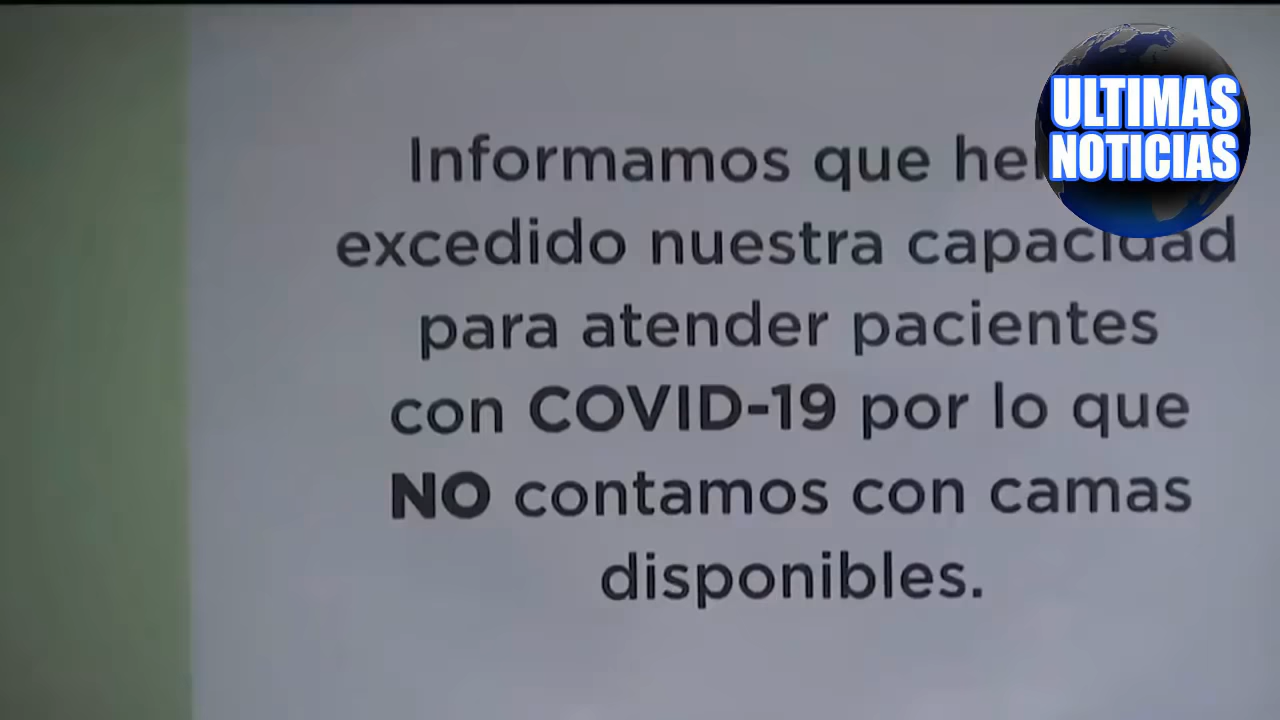 Informamos que
excedido nuestra capacidad
para atender pacientes
con COVID-19 por lo que
NO contamos con camas
disponibles.
ULTIMAS
NOTICIAS